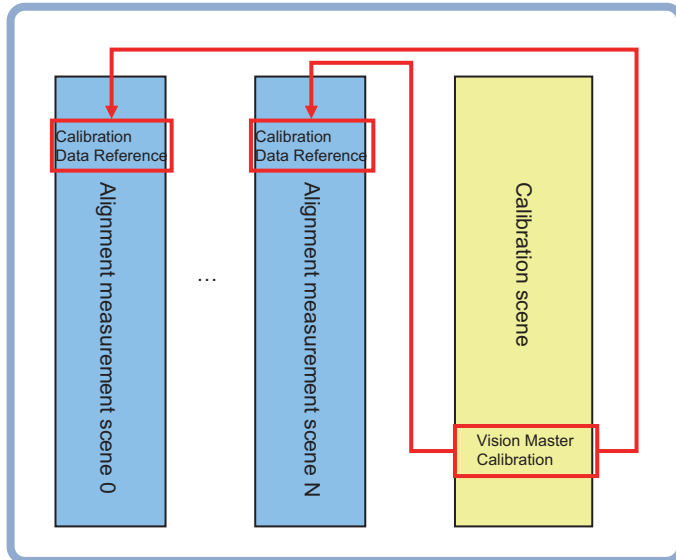 Calibration
Data Reference
Alignment measurement scene 0
...
Calibration
Data Reference
Alignment measurement scene N
Calibration scene
Vision Master
Calibration